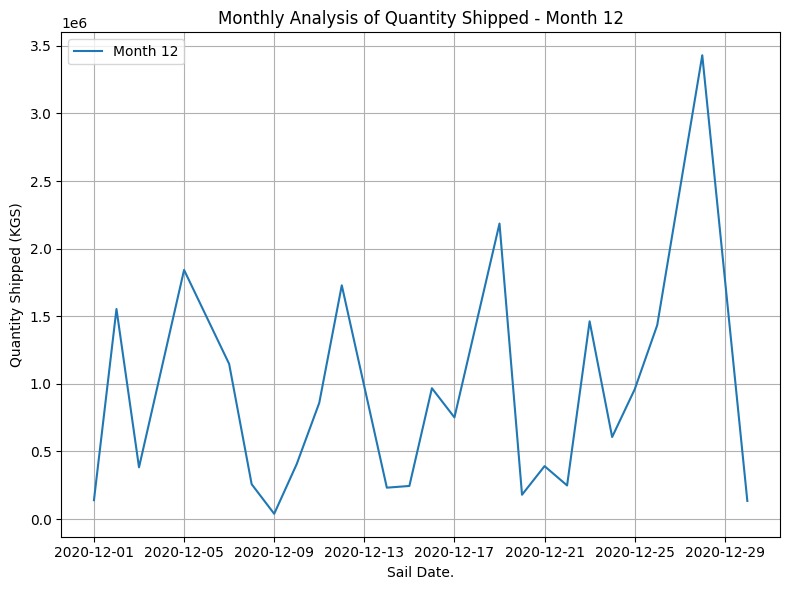 Monthly Analysis of Quantity Shipped - Month 12
1e6
Month 12
3.5
3.0
2.5
2.0
1.5
1.0
0.5
0.0
Quantity Shipped (KGS)
2020-12-01 2020-12-05 2020-12-09 2020-12-13 2020-12-17 2020-12-21 2020-12-25 2020-12-29
Sail Date.